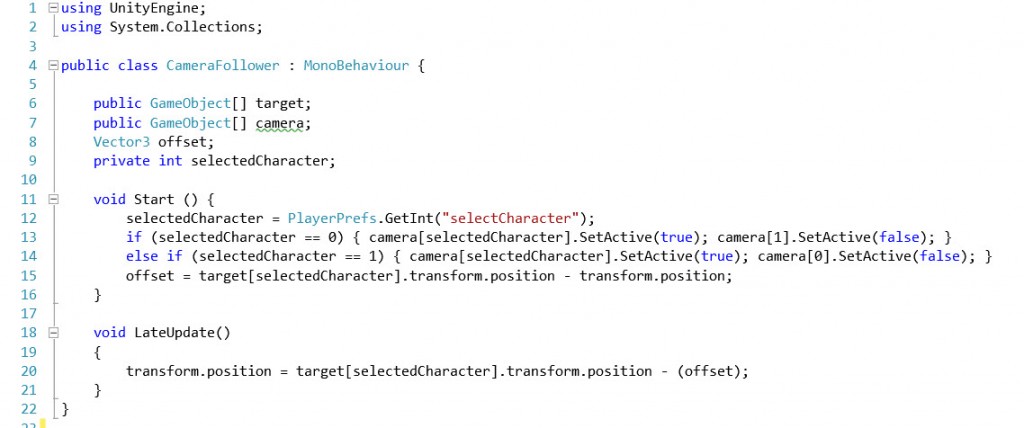 1 using UnityEngine;
2 using System.Collections;
3
4 public class CameraFollower : MonoBehaviour {
5
6 public GameObject[] target;
7 public GameObject[] camera;
8 Vector3 offset;
9 private int selectedCharacter;
10
11 void Start () {
12 selectedCharacter = PlayerPrefs.GetInt("selectCharacter");
13 if (selectedCharacter == 0) { camera[selectedCharacter].SetActive(true); camera[1].SetActive(false); }
14 else if (selectedCharacter == 1) { camera[selectedCharacter].SetActive(true); camera[0].SetActive(false); }
15 offset = target[selectedCharacter].transform.position - transform.position;
16 }
17
18 void LateUpdate()
19 {
20 transform.position = target[selectedCharacter].transform.position - (offset);
21 }
22 }
23